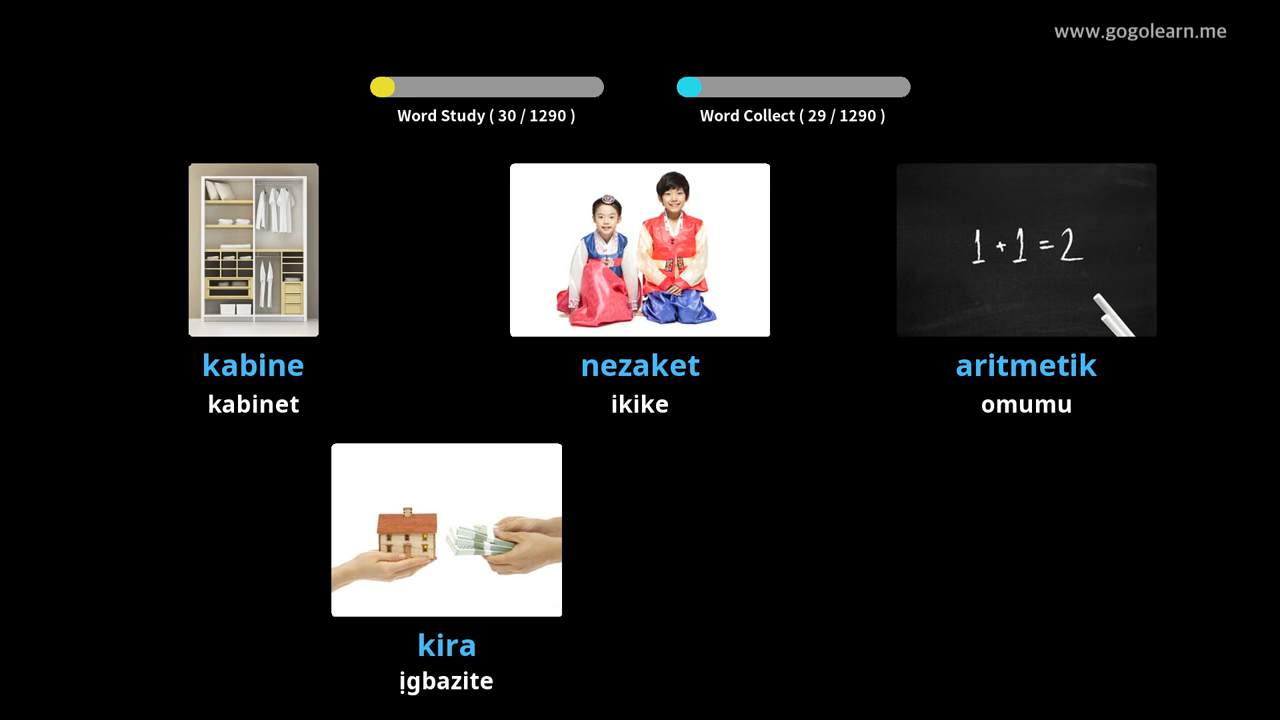 www.gogolearn.me
Word Study ( 30 / 1290 )
Word Collect ( 29 / 1290 )
1 + 1 = 2
kabine
kabinet
nezaket
ikike
aritmetik
omumu
kira
ịgbazite